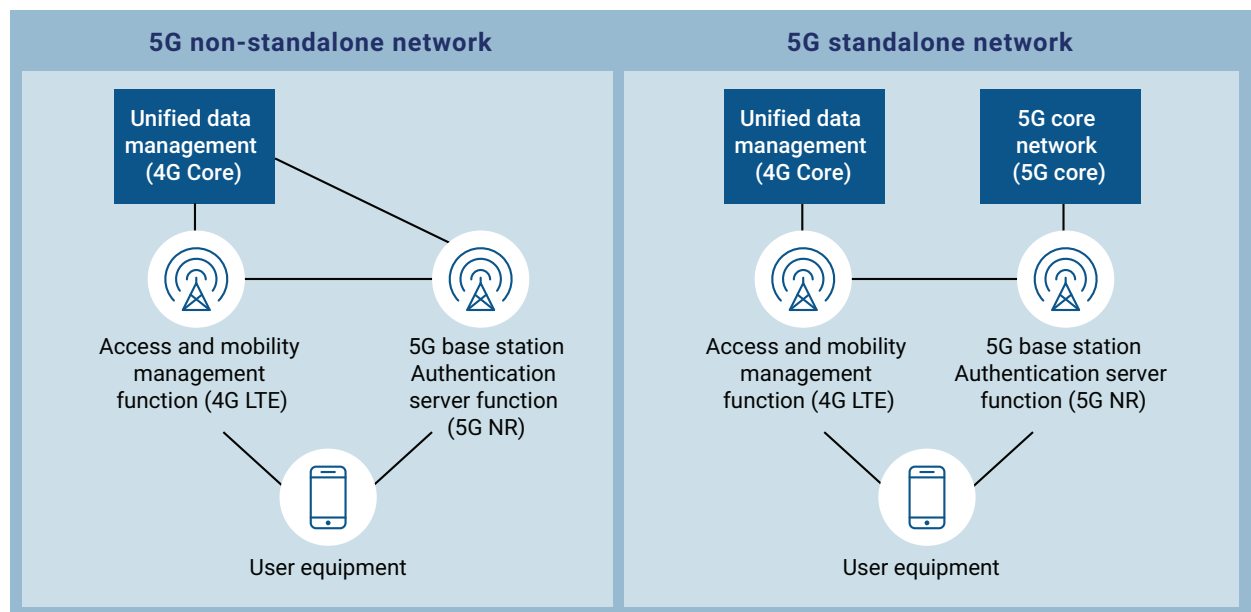 5G non-standalone network
Unified data
management
(4G Core)
Access and mobility
management
function (4G LTE)
5G base station
Authentication
server function
(5G NR)
User equipment
5G standalone network
Unified data
management
(4G Core)
5G core
network
(5G core)
Access and mobility
management
function (4G LTE)
5G base station
Authentication server
function (5G NR)
User equipment